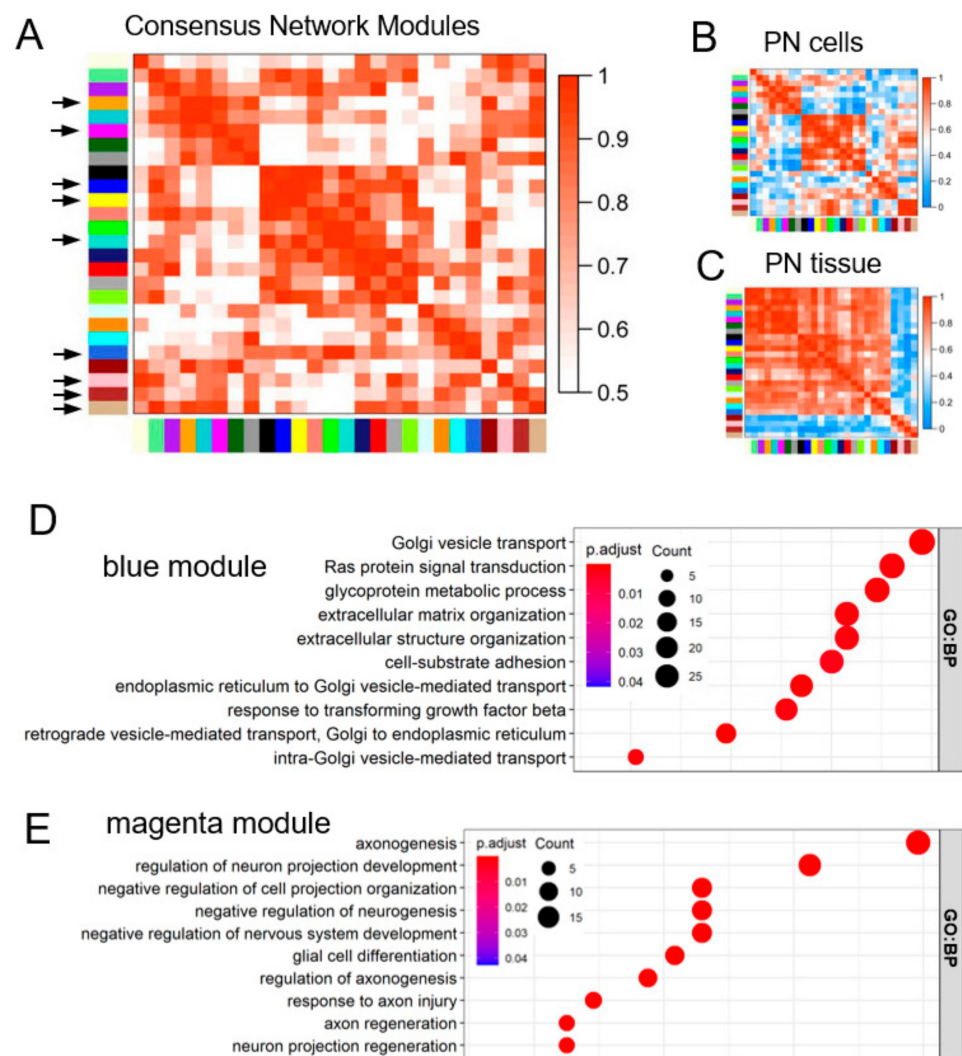 A
Consensus Network Modules
1
0.9
0.8
0.7
0.6
0.5
B
PN cells
1
0.8
0.6
0.4
0.2
0
C
PN tissue
1
0.8
0.6
0.4
0.2
0
D
blue module
Golgi vesicle transport
Ras protein signal transduction
glycoprotein metabolic process
extracellular matrix organization
extracellular structure organization
cell-substrate adhesion
endoplasmic reticulum to Golgi vesicle-mediated transport
response to transforming growth factor beta
retrograde vesicle-mediated transport, Golgi to endoplasmic reticulum
intra-Golgi vesicle-mediated transport
p.adjust
0.01
0.02
0.03
0.04
Count
5
10
15
20
25
GO:BP
E
magenta module
axonogenesis
regulation of neuron projection development
negative regulation of cell projection organization
negative regulation of neurogenesis
negative regulation of nervous system development
glial cell differentiation
regulation of axonogenesis
response to axon injury
axon regeneration
neuron projection regeneration
p.adjust
0.01
0.02
0.03
0.04
Count
5
10
15
GO:BP